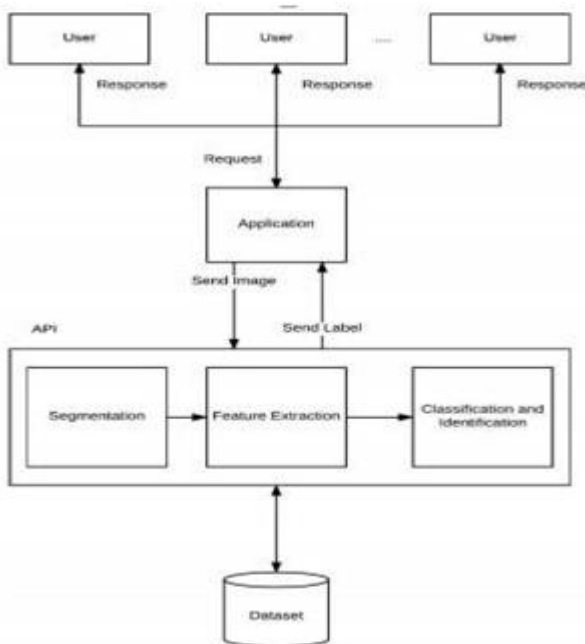 User
User
....
User
Response
Response
Response
Request
Application
Send Image
Send Label
API
Segmentation
Feature Extraction
Classification and
Identification
Dataset